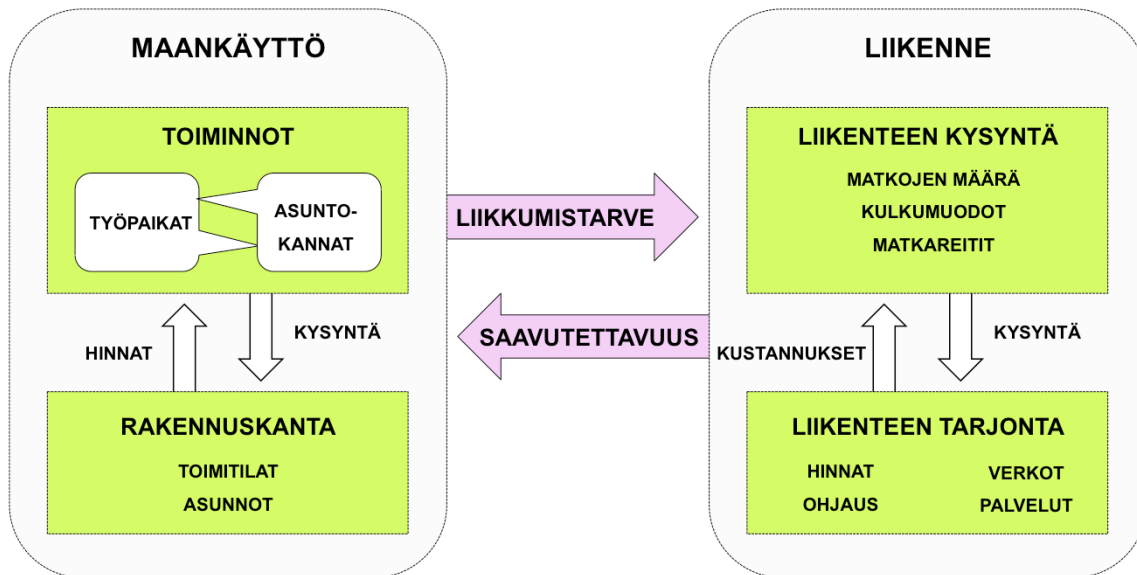 MAANKÄYTTÖ
TOIMINNOT
TYÖPAIKAT
ASUNTO-
KANNAT
HINNAT
KYSYNTÄ
RAKENNUSKANTA
TOIMITILAT
ASUNNOT
LIIKKUMISTARVE
SAAVUTETTAVUUS
LIIKENNE
LIIKENTEEN KYSYNTÄ
MATKOJEN MÄÄRÄ
KULKUMUODOT
MATKAREITIT
KUSTANNUKSET
KYSYNTÄ
LIIKENTEEN TARJONTA
HINNAT VERKOT
OHJAUS PALVELUT